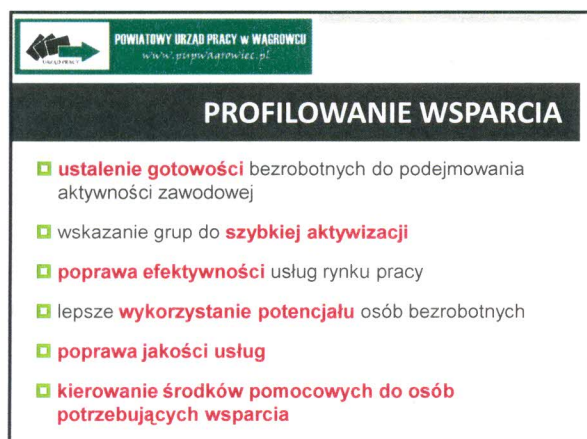 POWIATOWY URZĄD PRACY w WĄGROWCU
www.pupwagrowiec.pl
URZĄD PRACY
PROFILOWANIE WSPARCIA
ustalenie gotowości bezrobotnych do podejmowania
aktywności zawodowej
wskazanie grup do szybkiej aktywizacji
poprawa efektywności usług rynku pracy
lepsze wykorzystanie potencjału osób bezrobotnych
poprawa jakości usług
kierowanie środków pomocowych do osób
potrzebujących wsparcia